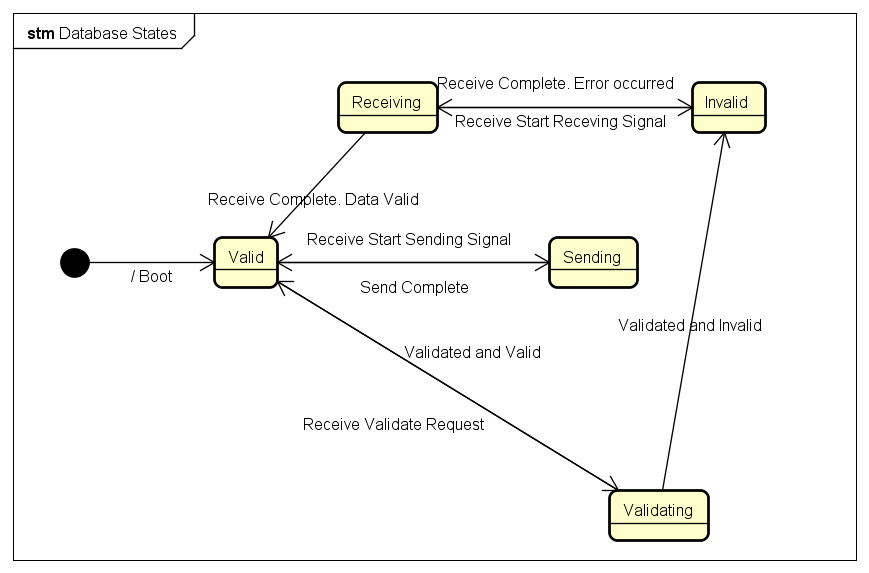 stm Database States
Receive Complete. Error occurred
Receiving
Invalid
Receive Start Receving Signal
Receive Complete. Data Valid
Receive Start Sending Signal
Valid
Sending
/ Boot
Send Complete
Validated and Invalid
Validated and Valid
Receive Validate Request
Validating